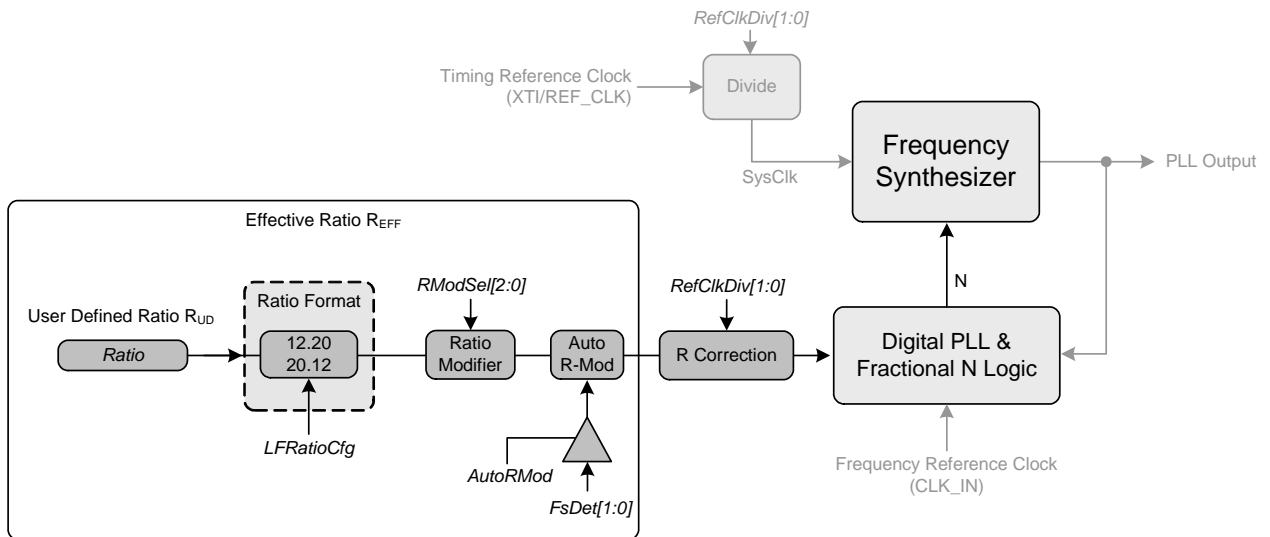 RefClkDiv[1:0]
Timing Reference Clock
(XTI/REF_CLK)
Divide
SysClk
Frequency
Synthesizer
PLL Output
Effective Ratio REFF
User Defined Ratio RUD
Ratio
Ratio Format
12.20
20.12
LFRatioCfg
RModSel[2:0]
Ratio
Modifier
Auto
R-Mod
AutoRMod
FsDet[1:0]
RefClkDiv[1:0]
R Correction
N
Digital PLL &
Fractional N Logic
Frequency Reference Clock
(CLK_IN)